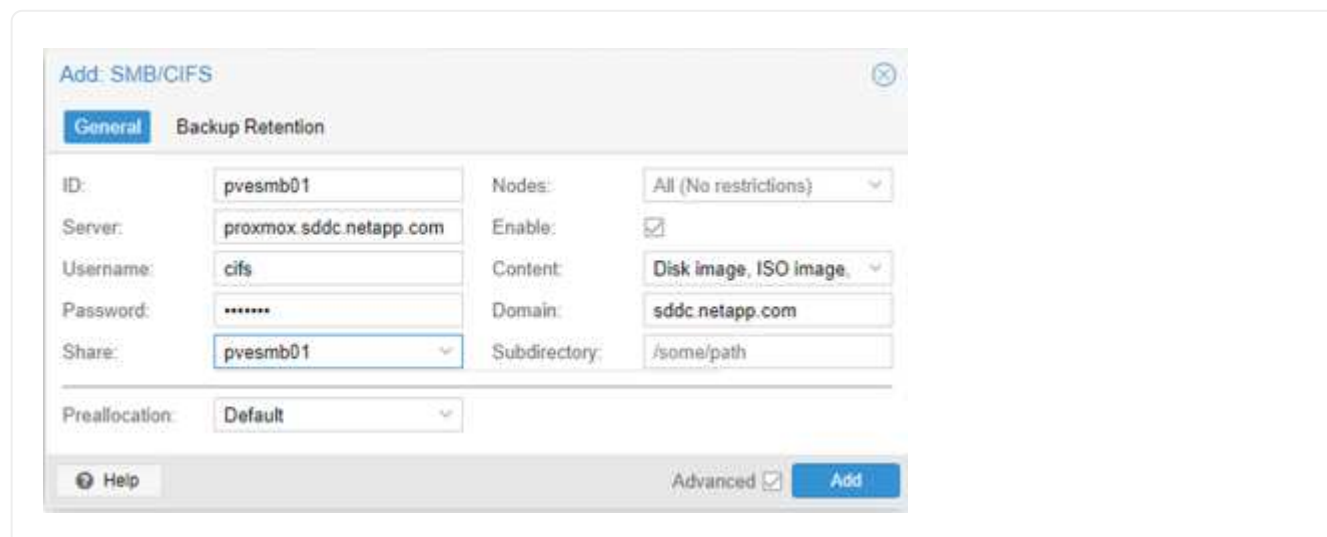 Add: SMB/CIFS
General Backup Retention
ID: pvesmb01 Nodes: All (No restrictions)
Server: proxmox.sddc.netapp.com Enable:
Username: cifs Content: Disk image, ISO image,
Password: ••••••• Domain: sddc.netapp.com
Share: pvesmb01 Subdirectory: /some/path
Preallocation: Default
Help Advanced Add